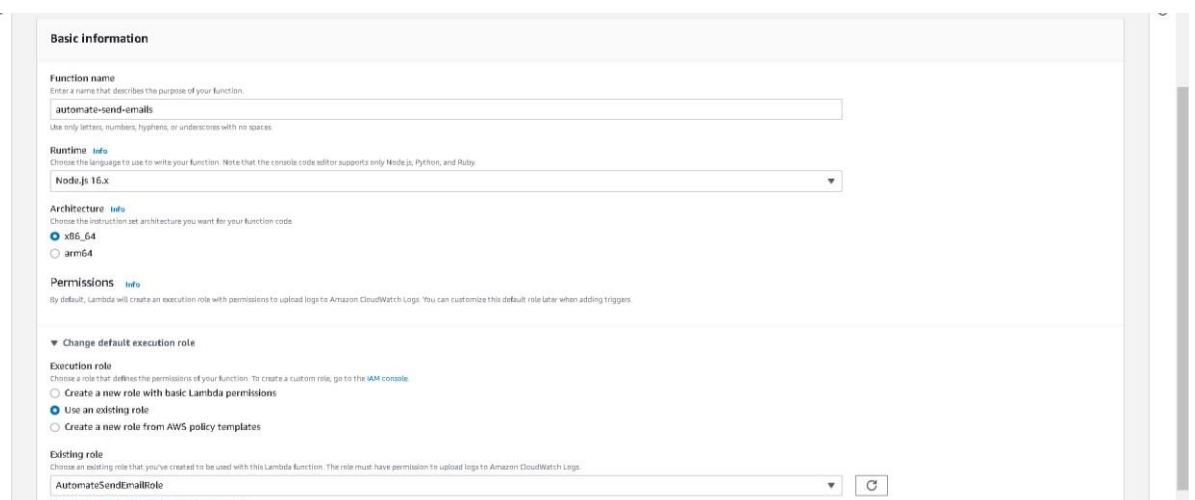 Basic information
Function name
Enter a name that describes the purpose of your function.
automate-send-emails
Use only letters, numbers, hyphens, or underscores with no spaces.
Runtime Info
Choose the language to use to write your function. Note that the console code editor supports only Node.js, Python, and Ruby.
Node.js 16.x
Architecture Info
Choose the instruction set architecture you want for your function code.
x86_64
arm64
Permissions Info
By default, Lambda will create an execution role with permissions to upload logs to Amazon CloudWatch Logs. You can customize this default role later when adding triggers.
Change default execution role
Execution role
Choose a role that defines the permissions of your function. To create a custom role, go to the IAM console.
Create a new role with basic Lambda permissions
Use an existing role
Create a new role from AWS policy templates
Existing role
Choose an existing role that you've created to be used with this Lambda function. The role must have permission to upload logs to Amazon CloudWatch Logs.
AutomateSendEmailRole